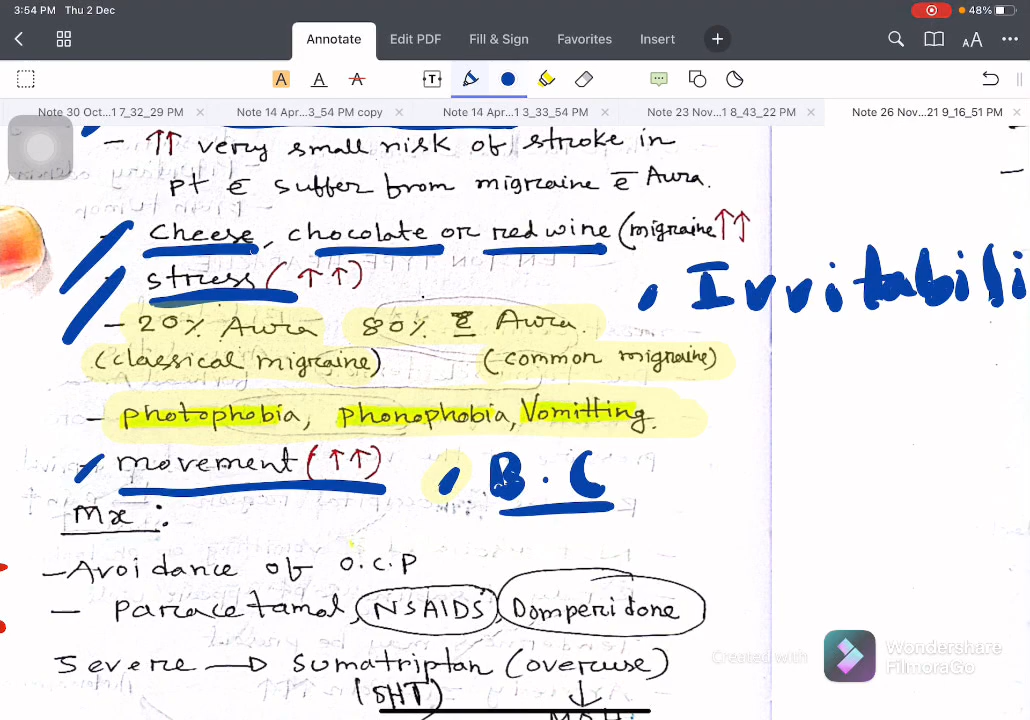 3:54 PM Thu 2 Dec
48%
Annotate Edit PDF Fill & Sign Favorites Insert
Note 30 Oct...1 7_32_29 PM
Note 14 Apr...3_54 PM copy
Note 14 Apr...1 3_33_54 PM
Note 23 Nov...1 8_43_22 PM
Note 26 Nov...21 9_16_51 PM
- ↑↑ very small risk of stroke in
pt c̄ suffer from migraine c̄ Aura.
- cheese, chocolate or red wine (migraine ↑↑
- stress (↑↑)
Irritabili
- 20% Aura 80% Aura.
(classical migraine) (common migraine)
- photophobia, phonophobia, Vomitting.
- movement (↑↑)
B.C
Mx:
- Avoidance of O.C.P
- Paracetamol, NSAIDS, Domperidone
Severe → Sumatriptan (overuse)
(5HT) ↓
Created with
Wondershare
FilmoraGo